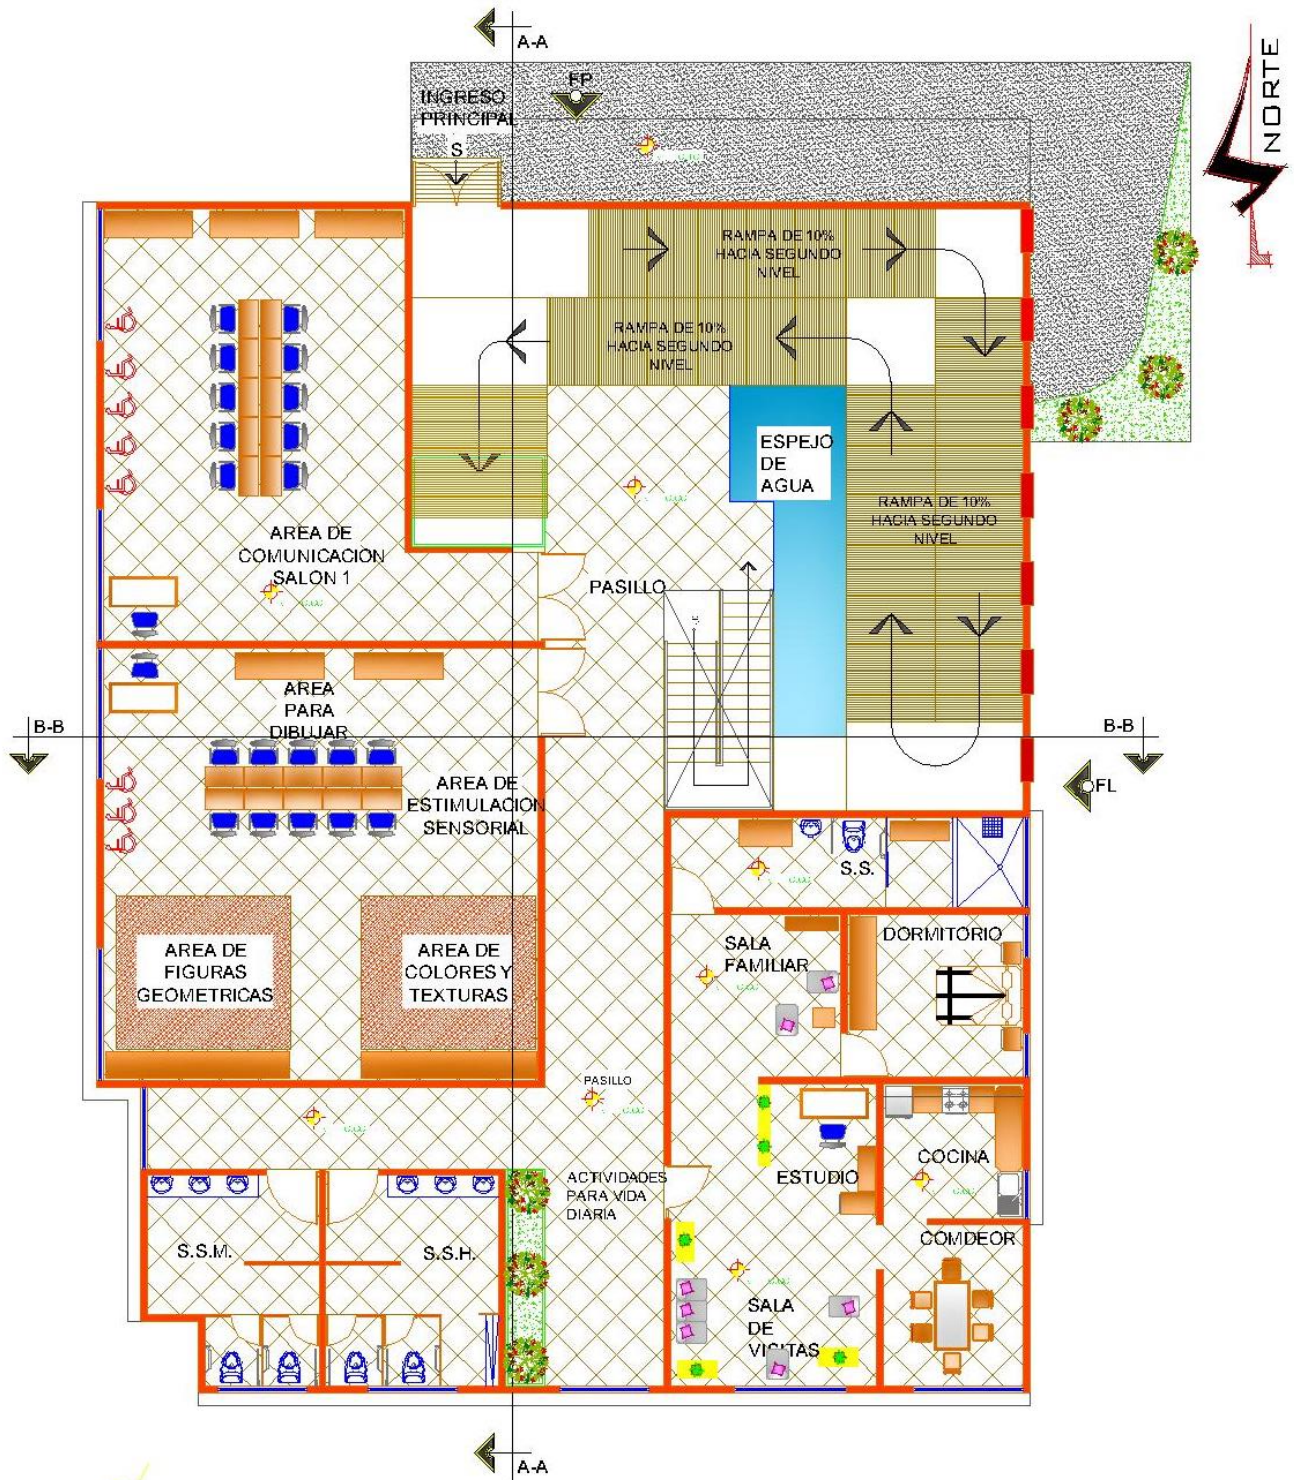 A-A
NORTE
FP
INGRESO
PRINCIPAL
S
RAMPA DE 10%
HACIA SEGUNDO
NIVEL
RAMPA DE 10%
HACIA SEGUNDO
NIVEL
ESPEJO
DE
AGUA
RAMPA DE 10%
HACIA SEGUNDO
NIVEL
AREA DE
COMUNICACION
SALON 1
PASILLO
AREA
PARA
DIBUJAR
B-B
B-B
FL
AREA DE
ESTIMULACION
SENSORIAL
S.S.
AREA DE
FIGURAS
GEOMETRICAS
AREA DE
COLORES Y
TEXTURAS
SALA
FAMILIAR
DORMITORIO
PASILLO
ACTIVIDADES
PARA VIDA
DIARIA
ESTUDIO
COCINA
S.S.M.
S.S.H.
COMDEOR
SALA
DE
VISITAS
A-A